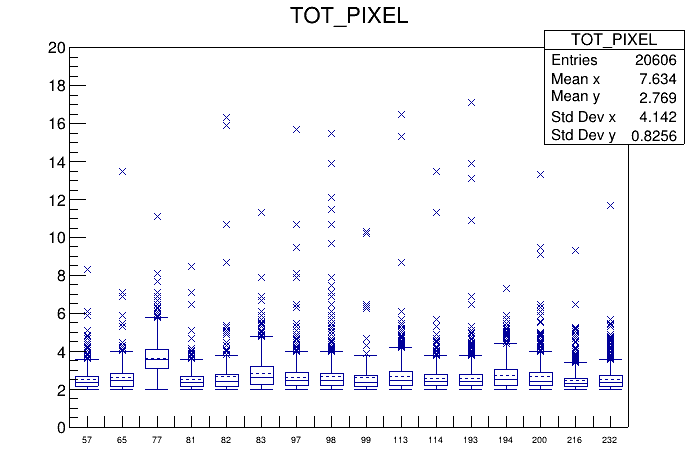 TOT_PIXEL
TOT_PIXEL
Entries 20606
Mean x 7.634
Mean y 2.769
Std Dev x 4.142
Std Dev y 0.8256
20
18
16
14
12
10
8
6
4
2
0
57 65 77 81 82 83 97 98 99 113 114 193 194 200 216 232